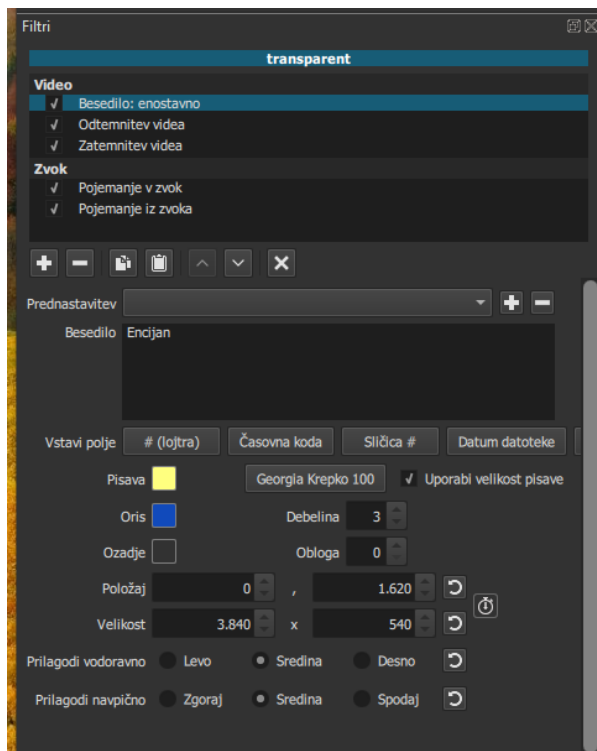 Filtri
transparent
Video
Besedilo: enostavno
Odtemnitev videa
Zatemnitev videa
Zvok
Pojemanje v zvok
Pojemanje iz zvoka
Prednastavitev
Besedilo Encijan
Vstavi polje # (lojtra) Časovna koda Sličica # Datum datoteke
Pisava Georgia Krepko 100 Uporabi velikost pisave
Oris Debelina 3
Ozadje Obloga 0
Položaj 0 , 1.620
Velikost 3.840 x 540
Prilagodi vodoravno Levo Sredina Desno
Prilagodi navpično Zgoraj Sredina Spodaj